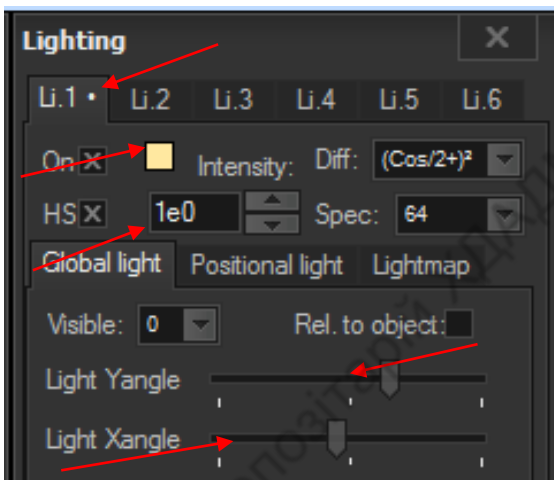 Lighting
Li.1 • Li.2 Li.3 Li.4 Li.5 Li.6
On Intensity: Diff: (Cos/2+)²
HS 1e0 Spec: 64
Global light Positional light Lightmap
Visible: 0 Rel. to object:
Light Yangle
Light Xangle